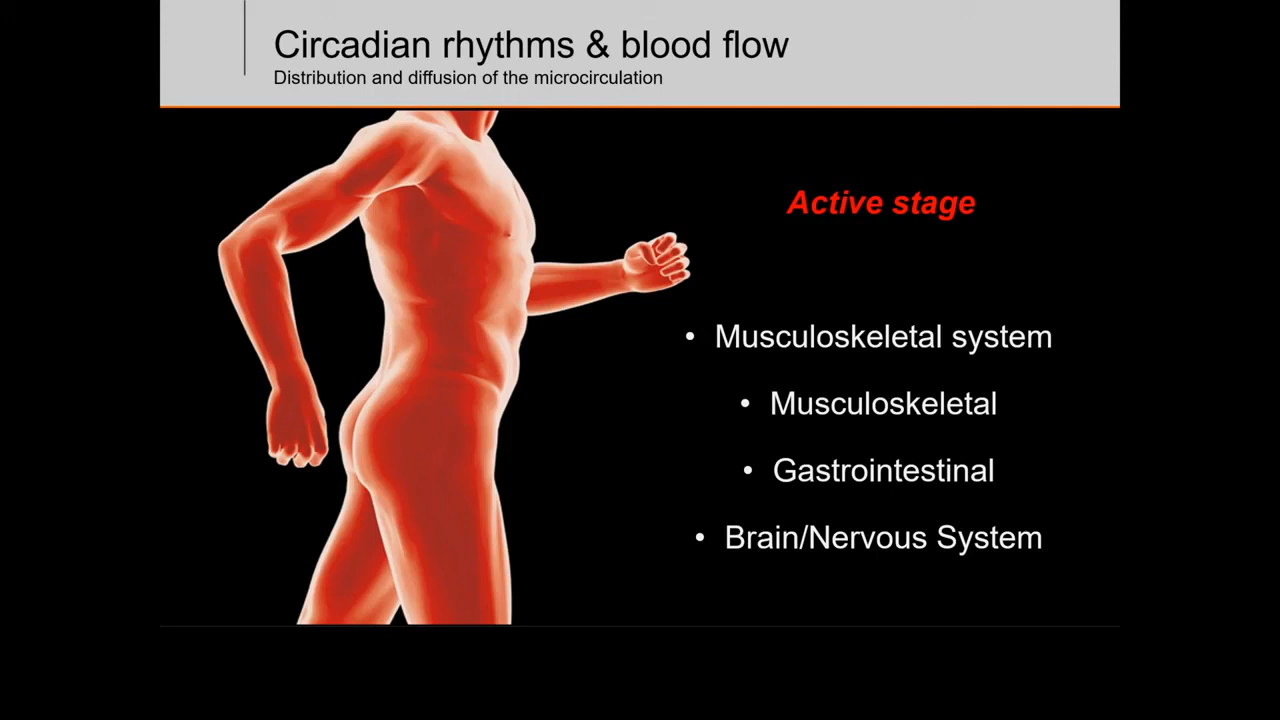 Circadian rhythms & blood flow
Distribution and diffusion of the microcirculation
Active stage
• Musculoskeletal system
• Musculoskeletal
• Gastrointestinal
• Brain/Nervous System